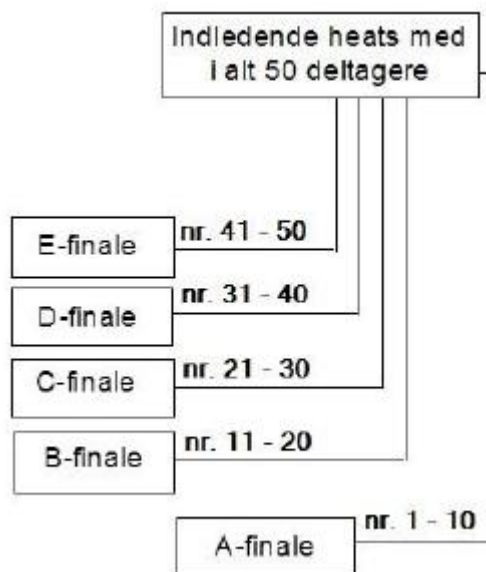 Indledende heats med
i alt 50 deltagere
E-finale
nr. 41 - 50
D-finale
nr. 31 - 40
C-finale
nr. 21 - 30
B-finale
nr. 11 - 20
A-finale
nr. 1 - 10